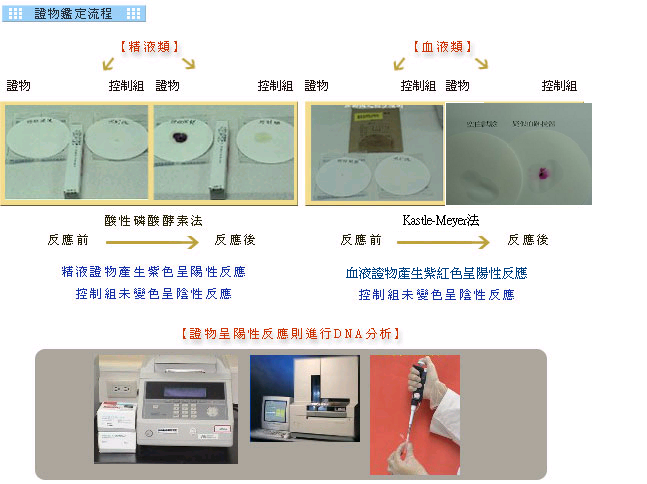 證物鑑定流程
【精液類】
【血液類】
證物 控制組 證物 控制組
證物 控制組 證物 控制組
酸性磷酸酵素法
Kastle-Meyer法
反應前 反應後
反應前 反應後
精液證物產生紫色呈陽性反應
控制組未變色呈陰性反應
血液證物產生紫紅色呈陽性反應
控制組未變色呈陰性反應
【證物呈陽性反應則進行DNA分析】